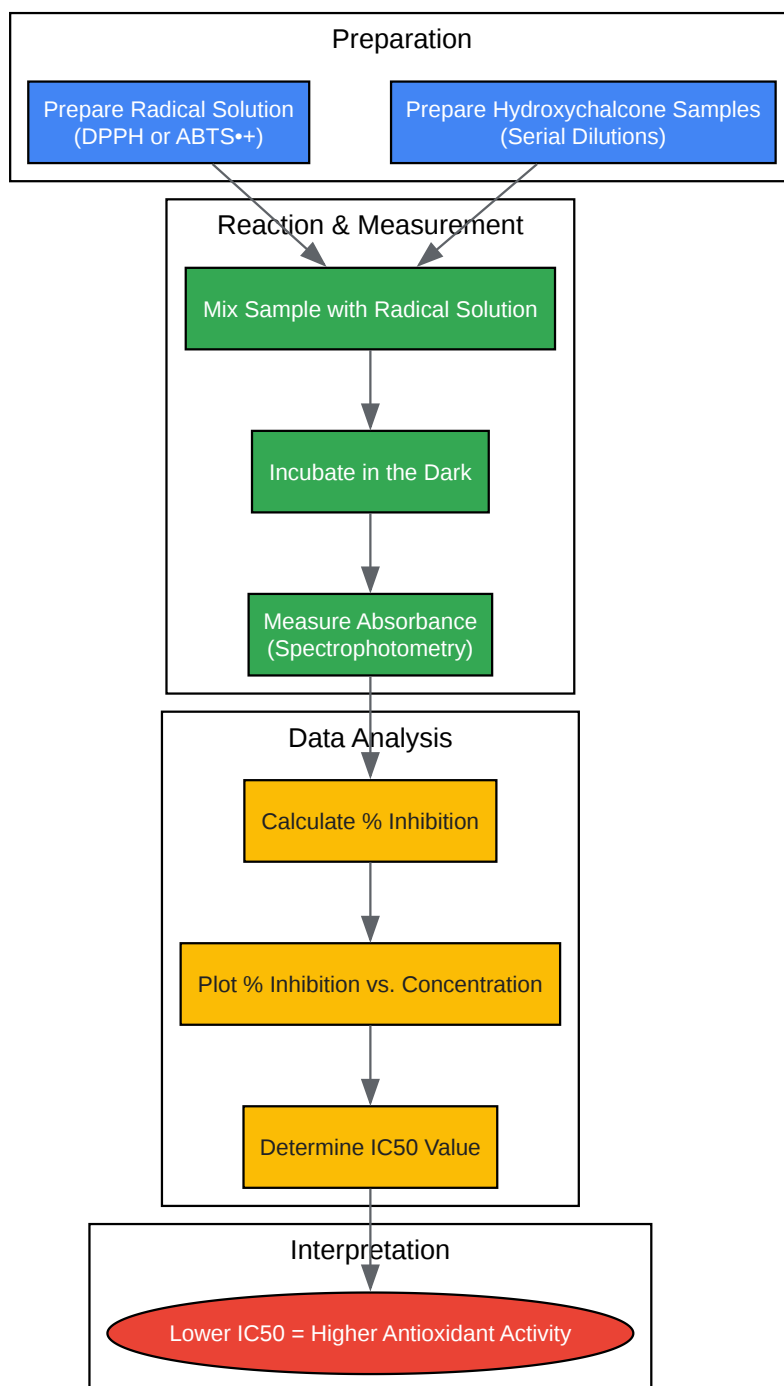 Preparation
Prepare Radical Solution
(DPPH or ABTS•+)
Prepare Hydroxychalcone Samples
(Serial Dilutions)
Reaction & Measurement
Mix Sample with Radical Solution
Incubate in the Dark
Measure Absorbance
(Spectrophotometry)
Data Analysis
Calculate % Inhibition
Plot % Inhibition vs. Concentration
Determine IC50 Value
Interpretation
Lower IC50 = Higher Antioxidant Activity